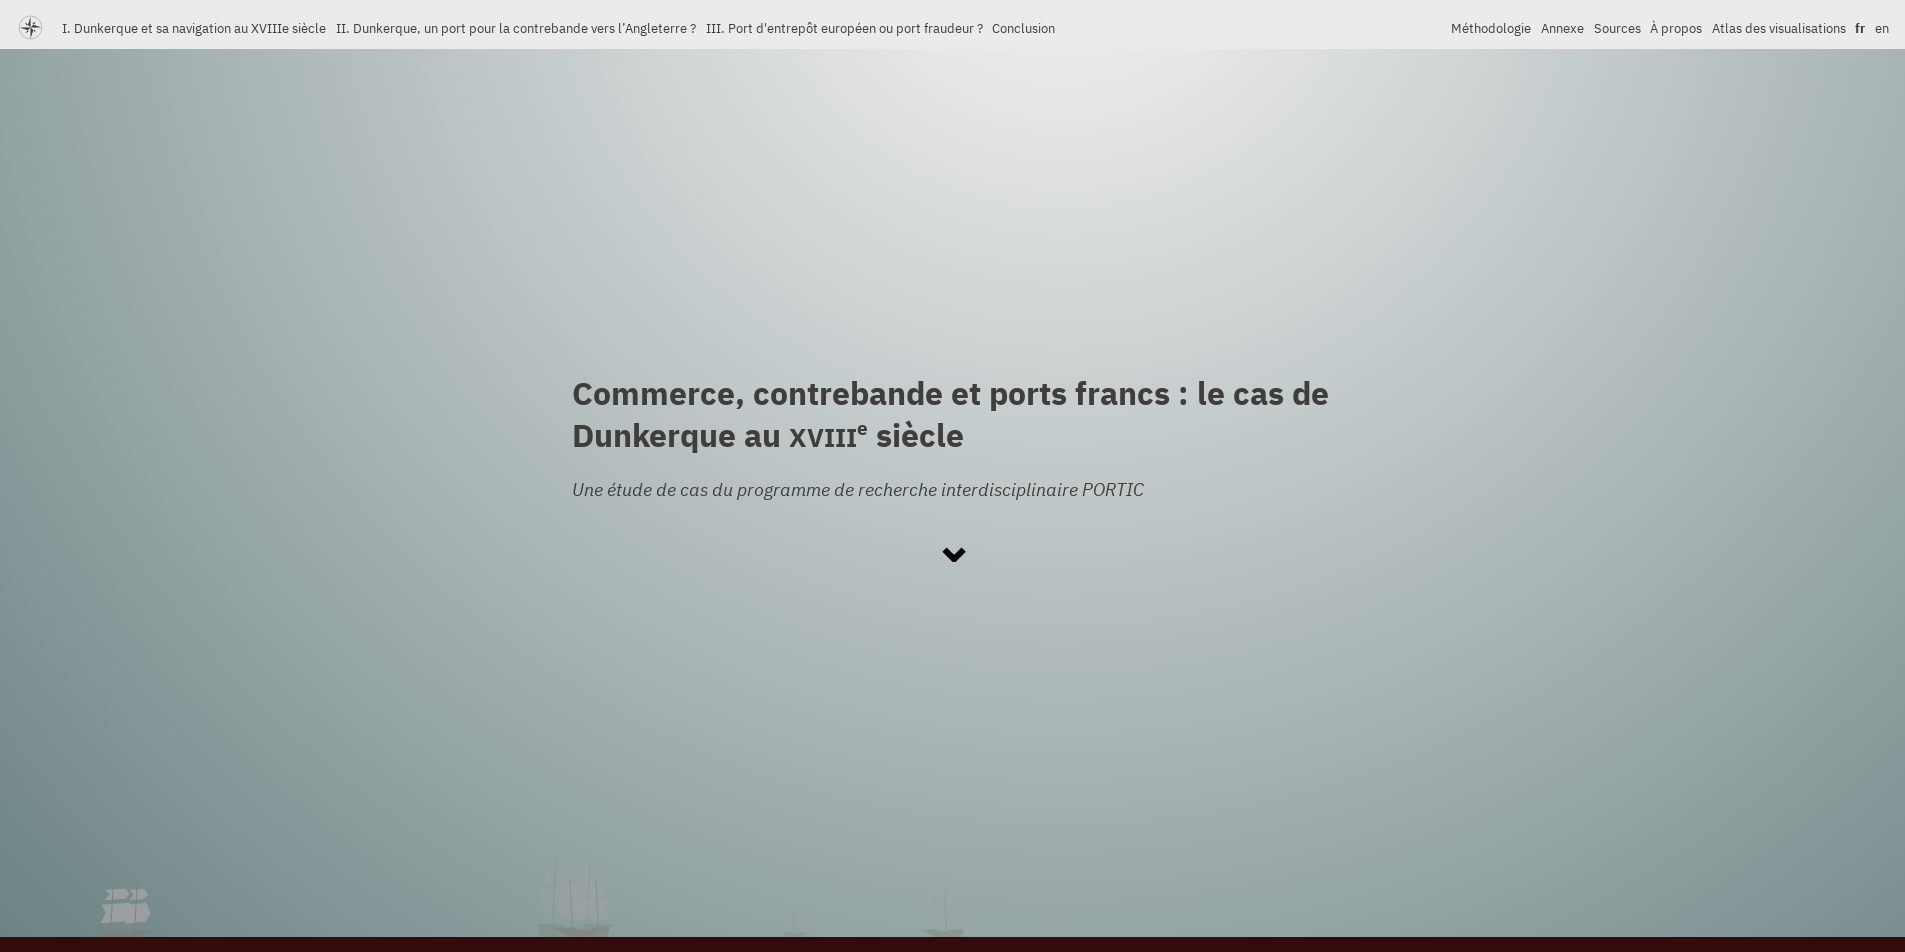 I. Dunkerque et sa navigation au XVIIIe siècle II. Dunkerque, un port pour la contrebande vers l’Angleterre ? III. Port d'entrepôt européen ou port fraudeur ? Conclusion Méthodologie Annexe Sources À propos Atlas des visualisations fr en
Commerce, contrebande et ports francs : le cas de
Dunkerque au XVIIIe siècle
Une étude de cas du programme de recherche interdisciplinaire PORTIC